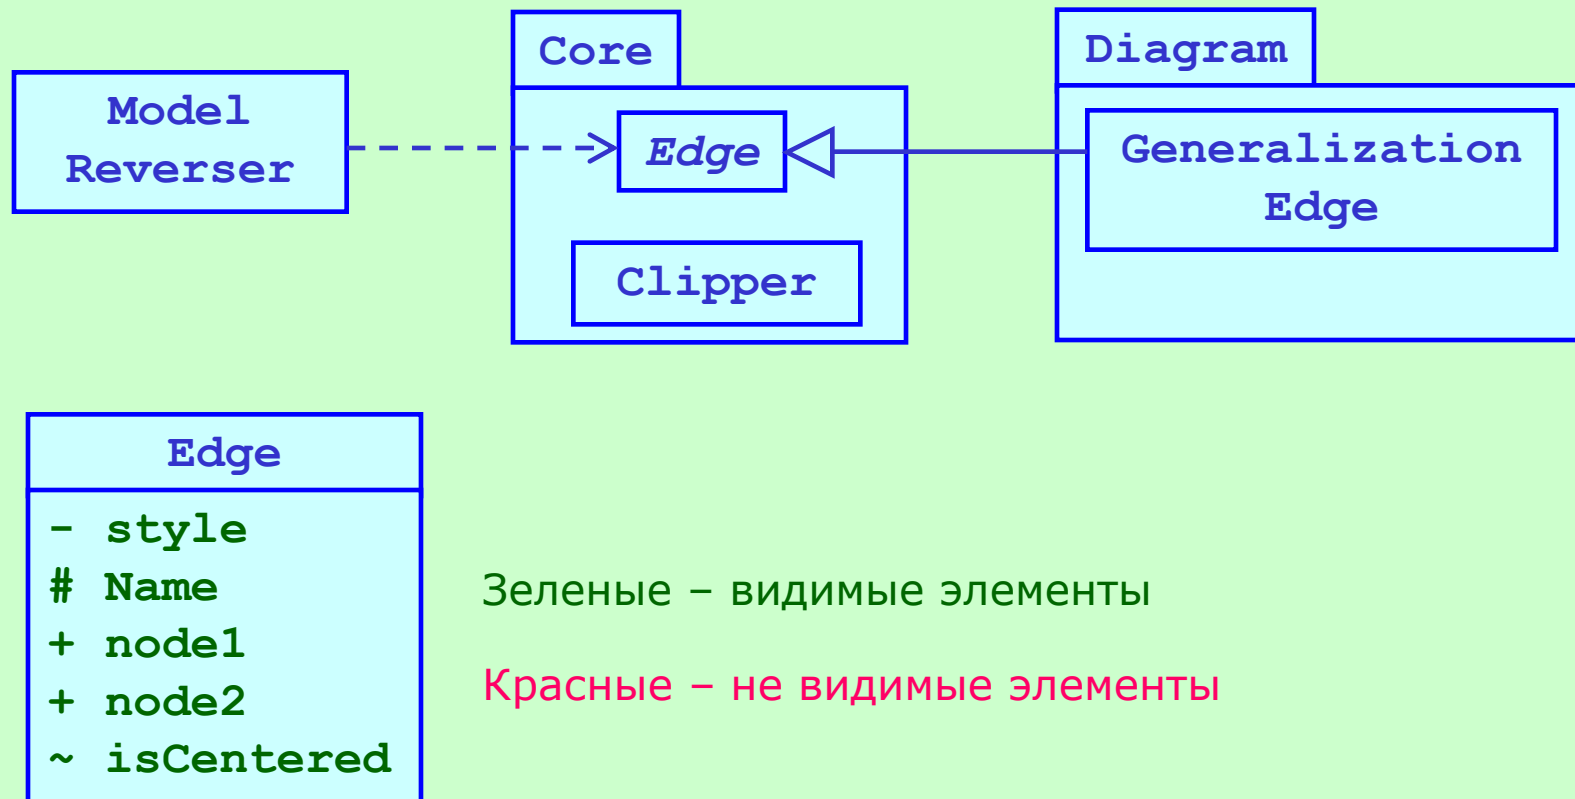 Core
Diagram
Model
Reverser
Edge
Generalization
Edge
Clipper
Edge
- style
# Name
+ node1
+ node2
~ isCentered
Зеленые – видимые элементы
Красные – не видимые элементы